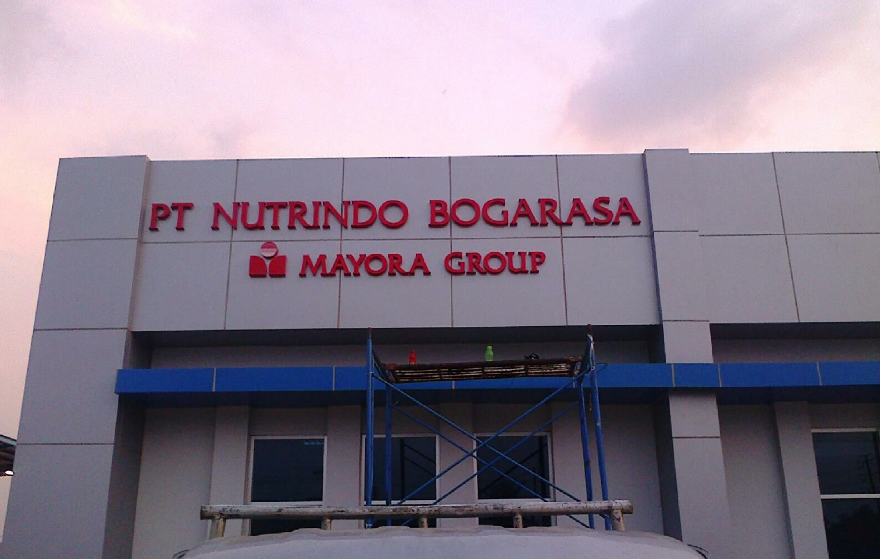 PT NUTRINDO BOGARASA
MAYORA GROUP